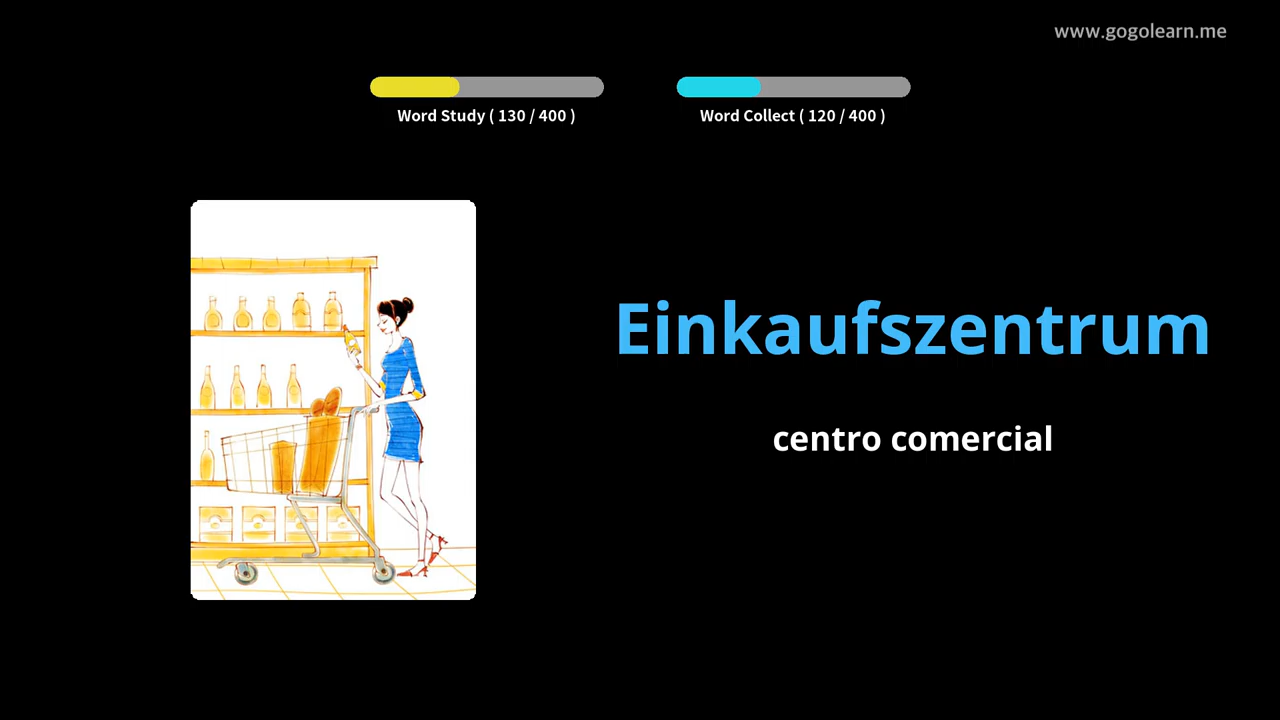 www.gogolearn.me
Word Study ( 130 / 400 )
Word Collect ( 120 / 400 )
Einkaufszentrum
centro comercial